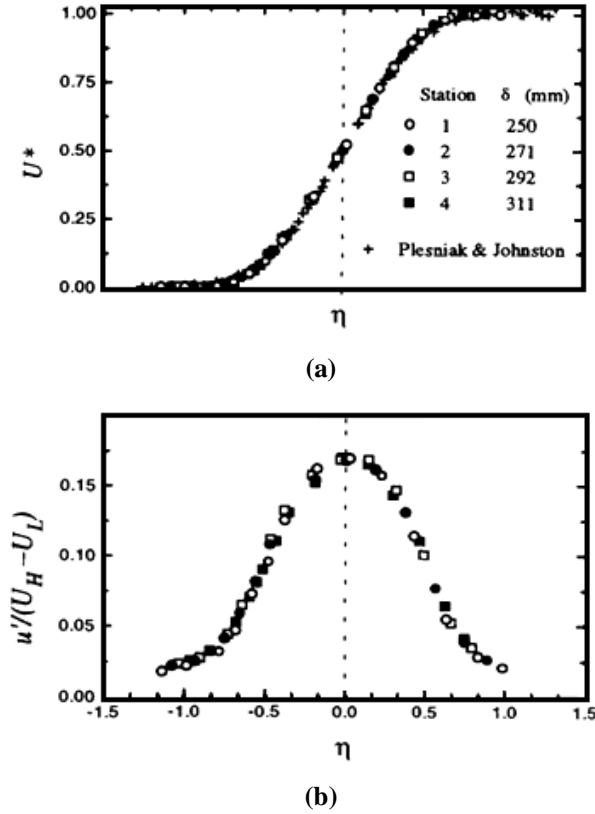 1.00
0.75
0.50
0.25
0.00
U*
Station δ (mm)
1 250
2 271
3 292
4 311
+ Plesniak & Johnston
η
(a)
0.15
0.10
0.05
0.00
u'/(U_H−U_L)
-1.5 -1.0 -0.5 0.0 0.5 1.0 1.5
η
(b)